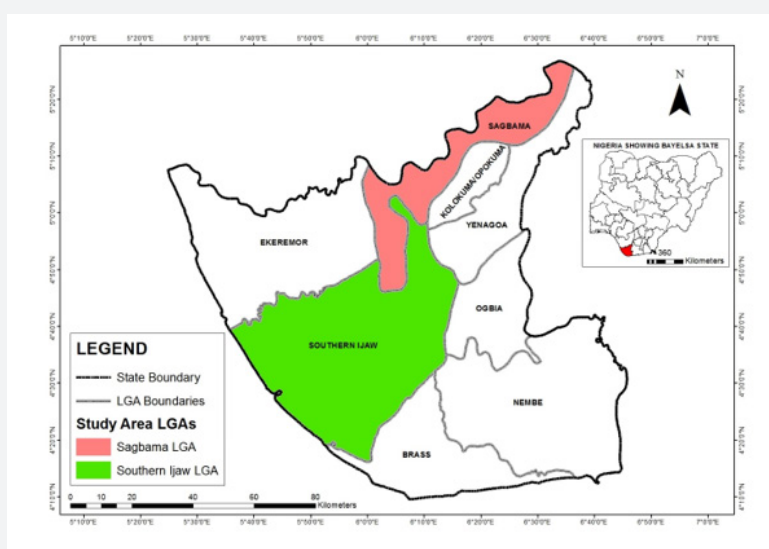 5°10'0"E 5°20'0"E 5°30'0"E 5°40'0"E 5°50'0"E 6°0'0"E 6°10'0"E 6°20'0"E 6°30'0"E 6°40'0"E 6°50'0"E 7°0'0"E
N
SAGBAMA
NIGERIA SHOWING BAYELSA STATE
KOLOKUMA/OPOKUMA
YENAGOA
EKEREMOR
360
Kilometers
OGBIA
SOUTHERN IJAW
NEMBE
BRASS
LEGEND
State Boundary
LGA Boundaries
Study Area LGAs
Sagbama LGA
Southern Ijaw LGA
0 10 20 40 60 80
Kilometers
5°10'0"E 5°20'0"E 5°30'0"E 5°40'0"E 5°50'0"E 6°0'0"E 6°10'0"E 6°20'0"E 6°30'0"E 6°40'0"E 6°50'0"E 7°0'0"E